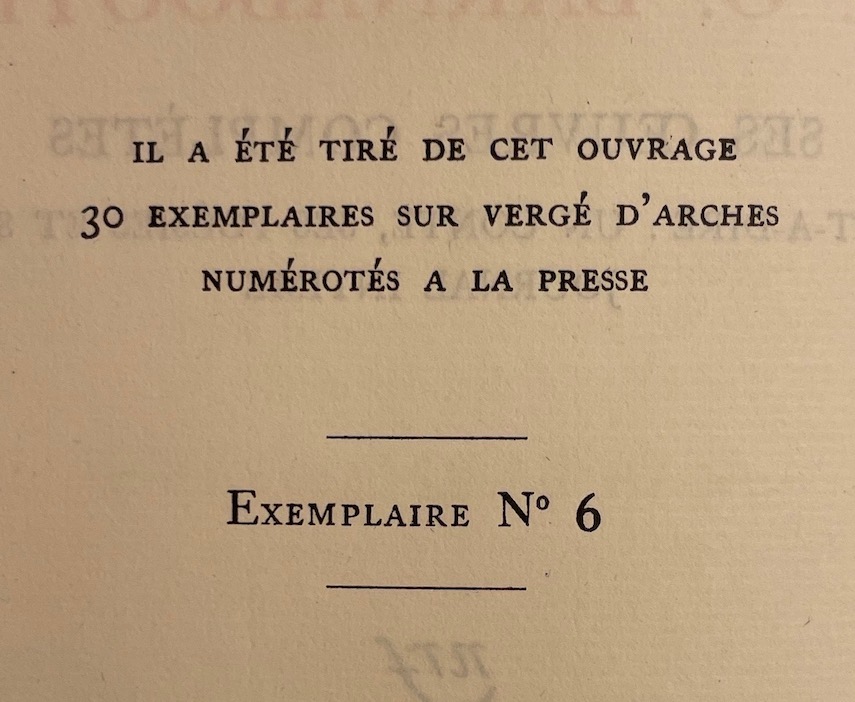 IL A ÉTÉ TIRÉ DE CET OUVRAGE
30 EXEMPLAIRES SUR VERGÉ D'ARCHES
NUMÉROTÉS A LA PRESSE
EXEMPLAIRE Nº 6